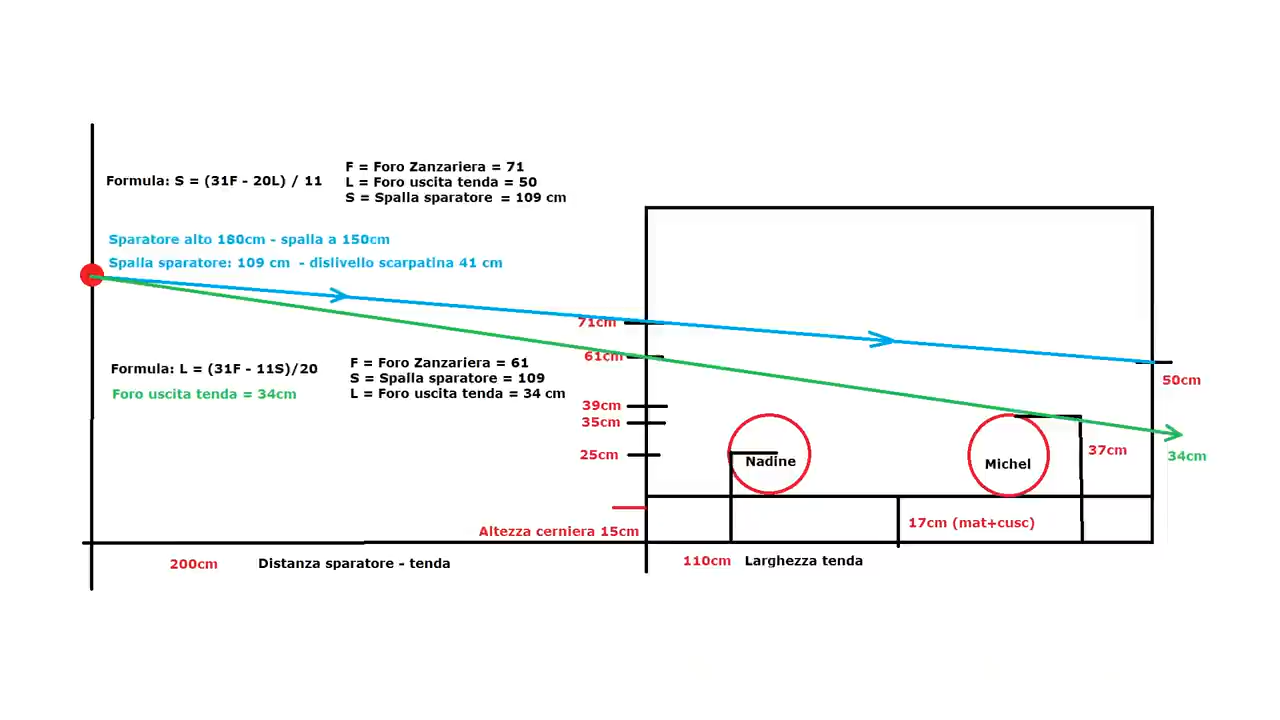 F = Foro Zanzariera = 71
Formula: S = (31F - 20L) / 11
L = Foro uscita tenda = 50
S = Spalla sparatore = 109 cm
Sparatore alto 180cm - spalla a 150cm
Spalla sparatore: 109 cm - dislivello scarpatina 41 cm
71cm
61cm
F = Foro Zanzariera = 61
Formula: L = (31F - 11S)/20
S = Spalla sparatore = 109
L = Foro uscita tenda = 34 cm
Foro uscita tenda = 34cm
50cm
39cm
35cm
25cm
Nadine
Michel
37cm
34cm
17cm (mat+cusc)
Altezza cerniera 15cm
200cm Distanza sparatore - tenda
110cm Larghezza tenda